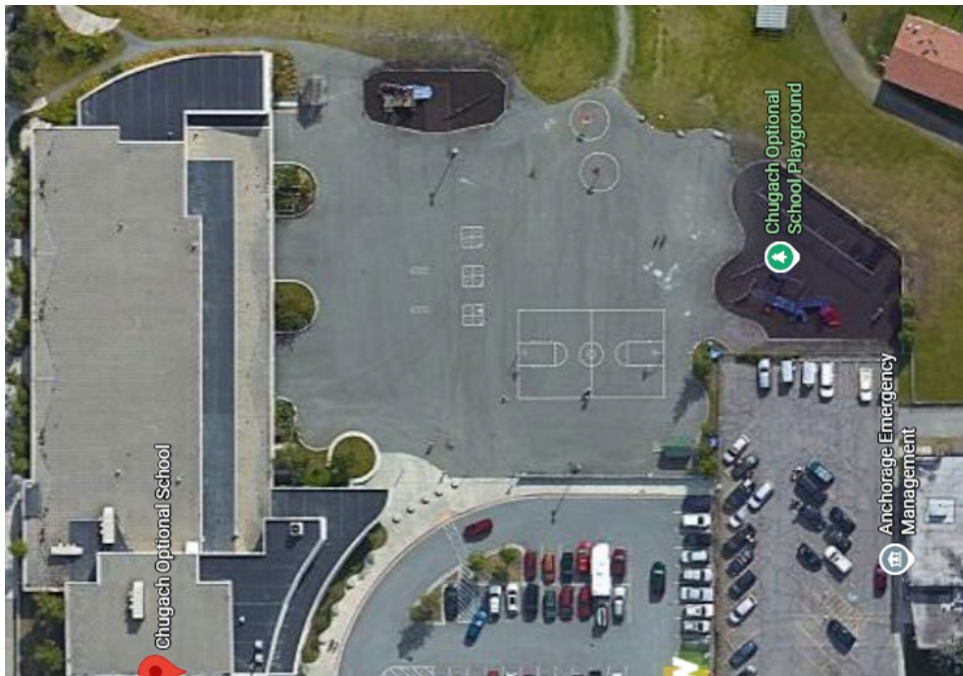 Chugach Optional
School Playground
Anchorage Emergency
Management
Chugach Optional School